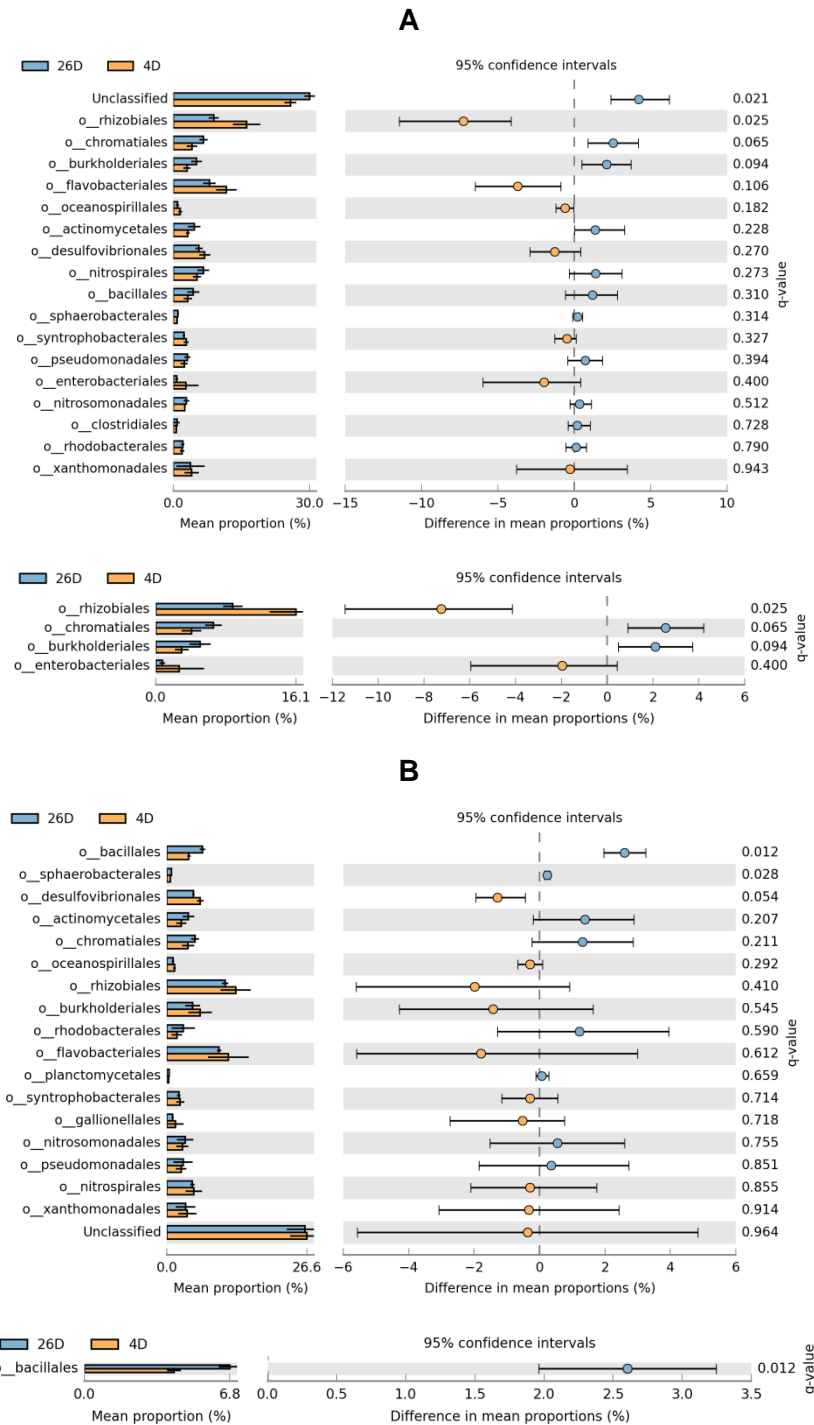 A
26D 4D 95% confidence intervals
Unclassified 0.021
o__rhizobiales 0.025
o__chromatiales 0.065
o__burkholderiales 0.094
o__flavobacteriales 0.106
o__oceanospirillales 0.182
o__actinomycetales 0.228
o__desulfovibrionales 0.270
o__nitrospirales 0.273
o__bacillales 0.310
o__sphaerobacterales 0.314
o__syntrophobacterales 0.327
o__pseudomonadales 0.394
o__enterobacteriales 0.400
o__nitrosomonadales 0.512
o__clostridiales 0.728
o__rhodobacterales 0.790
o__xanthomonadales 0.943
q-value
0.0 30.0 −15 −10 −5 0 5 10
Mean proportion (%) Difference in mean proportions (%)
26D 4D 95% confidence intervals
o__rhizobiales 0.025
o__chromatiales 0.065
o__burkholderiales 0.094
o__enterobacteriales 0.400
q-value
0.0 16.1 −12 −10 −8 −6 −4 −2 0 2 4 6
Mean proportion (%) Difference in mean proportions (%)
B
26D 4D 95% confidence intervals
o__bacillales 0.012
o__sphaerobacterales 0.028
o__desulfovibrionales 0.054
o__actinomycetales 0.207
o__chromatiales 0.211
o__oceanospirillales 0.292
o__rhizobiales 0.410
o__burkholderiales 0.545
o__rhodobacterales 0.590
o__flavobacteriales 0.612
o__planctomycetales 0.659
o__syntrophobacterales 0.714
o__gallionellales 0.718
o__nitrosomonadales 0.755
o__pseudomonadales 0.851
o__nitrospirales 0.855
o__xanthomonadales 0.914
Unclassified 0.964
q-value
0.0 26.6 −6 −4 −2 0 2 4 6
Mean proportion (%) Difference in mean proportions (%)
26D 4D 95% confidence intervals
o__bacillales 0.012
q-value
0.0 6.8 0.0 0.5 1.0 1.5 2.0 2.5 3.0 3.5
Mean proportion (%) Difference in mean proportions (%)